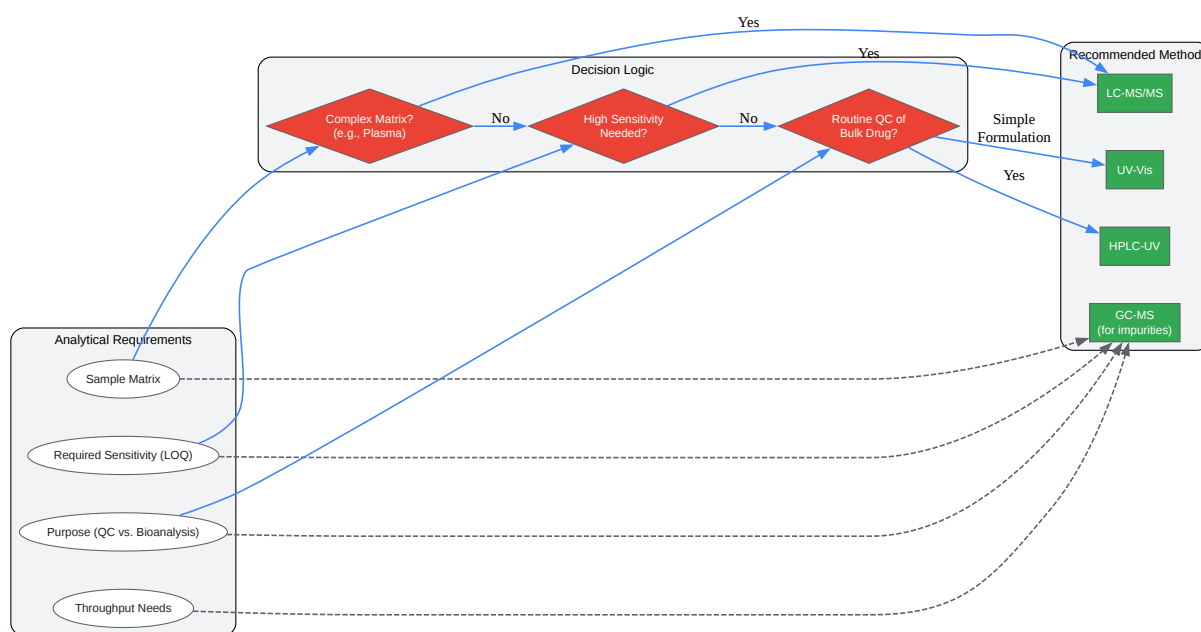 Yes
Recommended Method
Decision Logic
Yes
LC-MS/MS
Complex Matrix?
(e.g., Plasma)
No
High Sensitivity
Needed?
No
Routine QC of
Bulk Drug?
Simple
Formulation
UV-Vis
Yes
HPLC-UV
GC-MS
(for impurities)
Analytical Requirements
Sample Matrix
Required Sensitivity (LOQ)
Purpose (QC vs. Bioanalysis)
Throughput Needs